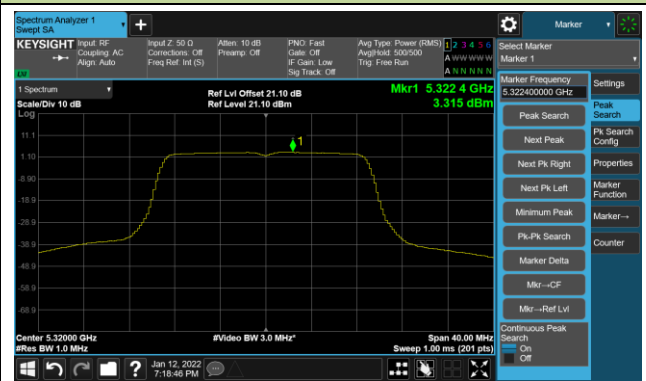 Spectrum Analyzer 1
Swept SA
+
Marker
KEYSIGHT
Input: RF
Coupling: AC
Align: Auto
Input Z: 50 Ω
Corrections: Off
Freq Ref: Int (S)
Atten: 10 dB
Preamp: Off
PNO: Fast
Gate: Off
IF Gain: Low
Sig Track: Off
Avg Type: Power (RMS)
Avg|Hold: 500/500
Trig: Free Run
1 2 3 4 5 6
A W W W W W
A N N N N N
LXI
Select Marker
Marker 1
1 Spectrum
Scale/Div 10 dB
Log
Ref Lvl Offset 21.10 dB
Ref Level 21.10 dBm
Mkr1 5.322 4 GHz
3.315 dBm
11.1
1.10
-8.90
-18.9
-28.9
-38.9
-48.9
-58.9
-68.9
1
Center 5.32000 GHz
#Res BW 1.0 MHz
#Video BW 3.0 MHz*
Span 40.00 MHz
Sweep 1.00 ms (201 pts)
Marker Frequency
5.322400000 GHz
Peak Search
Next Peak
Next Pk Right
Next Pk Left
Minimum Peak
Pk-Pk Search
Marker Delta
Mkr→CF
Mkr→Ref Lvl
Continuous Peak
Search
On
Off
Settings
Peak
Search
Pk Search
Config
Properties
Marker
Function
Marker→
Counter
?
Jan 12, 2022
7:18:46 PM